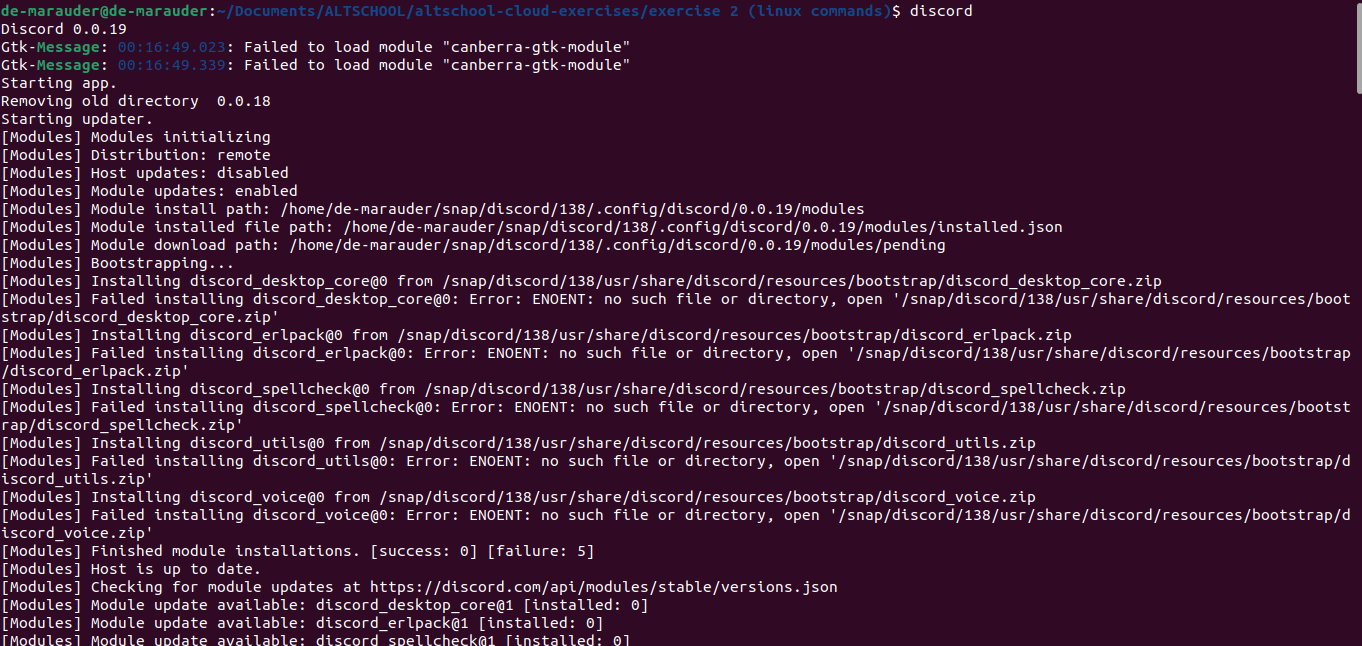 de-marauder@de-marauder:~/Documents/ALTSCHOOL/altschool-cloud-exercises/exercise 2 (linux commands)$ discord
Discord 0.0.19
Gtk-Message: 00:16:49.023: Failed to load module "canberra-gtk-module"
Gtk-Message: 00:16:49.339: Failed to load module "canberra-gtk-module"
Starting app.
Removing old directory  0.0.18
Starting updater.
[Modules] Modules initializing
[Modules] Distribution: remote
[Modules] Host updates: disabled
[Modules] Module updates: enabled
[Modules] Module install path: /home/de-marauder/snap/discord/138/.config/discord/0.0.19/modules
[Modules] Module installed file path: /home/de-marauder/snap/discord/138/.config/discord/0.0.19/modules/installed.json
[Modules] Module download path: /home/de-marauder/snap/discord/138/.config/discord/0.0.19/modules/pending
[Modules] Bootstrapping...
[Modules] Installing discord_desktop_core@0 from /snap/discord/138/usr/share/discord/resources/bootstrap/discord_desktop_core.zip
[Modules] Failed installing discord_desktop_core@0: Error: ENOENT: no such file or directory, open '/snap/discord/138/usr/share/discord/resources/boot
strap/discord_desktop_core.zip'
[Modules] Installing discord_erlpack@0 from /snap/discord/138/usr/share/discord/resources/bootstrap/discord_erlpack.zip
[Modules] Failed installing discord_erlpack@0: Error: ENOENT: no such file or directory, open '/snap/discord/138/usr/share/discord/resources/bootstrap
/discord_erlpack.zip'
[Modules] Installing discord_spellcheck@0 from /snap/discord/138/usr/share/discord/resources/bootstrap/discord_spellcheck.zip
[Modules] Failed installing discord_spellcheck@0: Error: ENOENT: no such file or directory, open '/snap/discord/138/usr/share/discord/resources/bootst
rap/discord_spellcheck.zip'
[Modules] Installing discord_utils@0 from /snap/discord/138/usr/share/discord/resources/bootstrap/discord_utils.zip
[Modules] Failed installing discord_utils@0: Error: ENOENT: no such file or directory, open '/snap/discord/138/usr/share/discord/resources/bootstrap/d
iscord_utils.zip'
[Modules] Installing discord_voice@0 from /snap/discord/138/usr/share/discord/resources/bootstrap/discord_voice.zip
[Modules] Failed installing discord_voice@0: Error: ENOENT: no such file or directory, open '/snap/discord/138/usr/share/discord/resources/bootstrap/d
iscord_voice.zip'
[Modules] Finished module installations. [success: 0] [failure: 5]
[Modules] Host is up to date.
[Modules] Checking for module updates at https://discord.com/api/modules/stable/versions.json
[Modules] Module update available: discord_desktop_core@1 [installed: 0]
[Modules] Module update available: discord_erlpack@1 [installed: 0]
[Modules] Module update available: discord_spellcheck@1 [installed: 0]